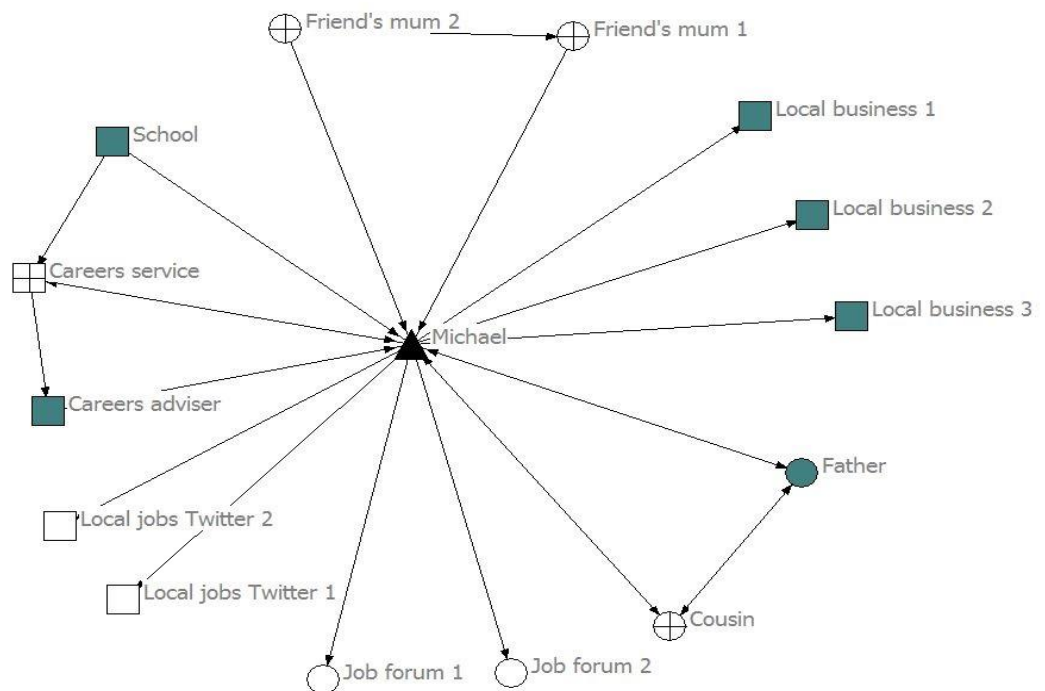 Friend's mum 2
Friend's mum 1
Local business 1
School
Local business 2
Careers service
Local business 3
Michael
Careers adviser
Father
Local jobs Twitter 2
Local jobs Twitter 1
Cousin
Job forum 1
Job forum 2